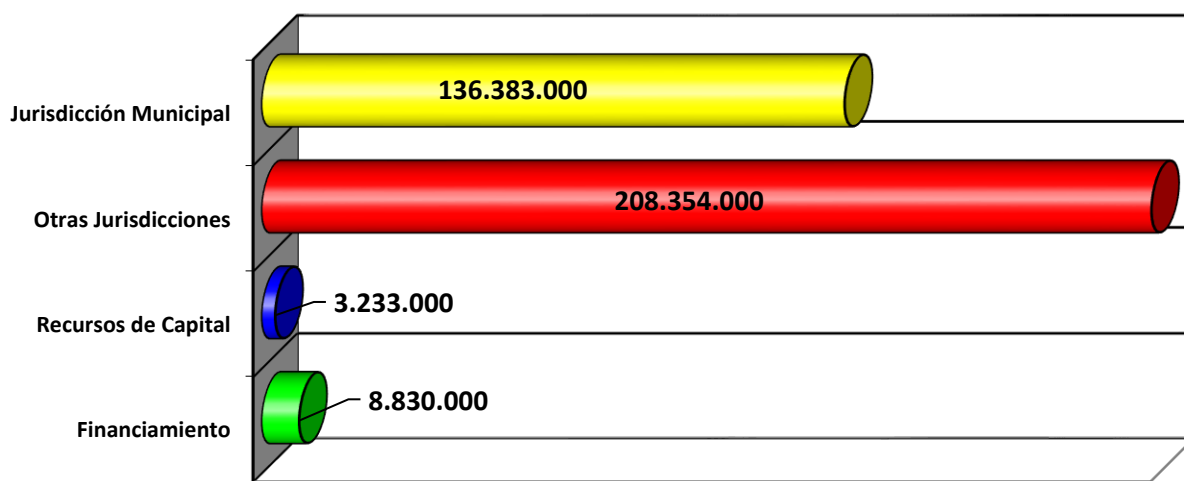 Jurisdicción Municipal
136.383.000
Otras Jurisdicciones
208.354.000
Recursos de Capital
3.233.000
Financiamiento
8.830.000